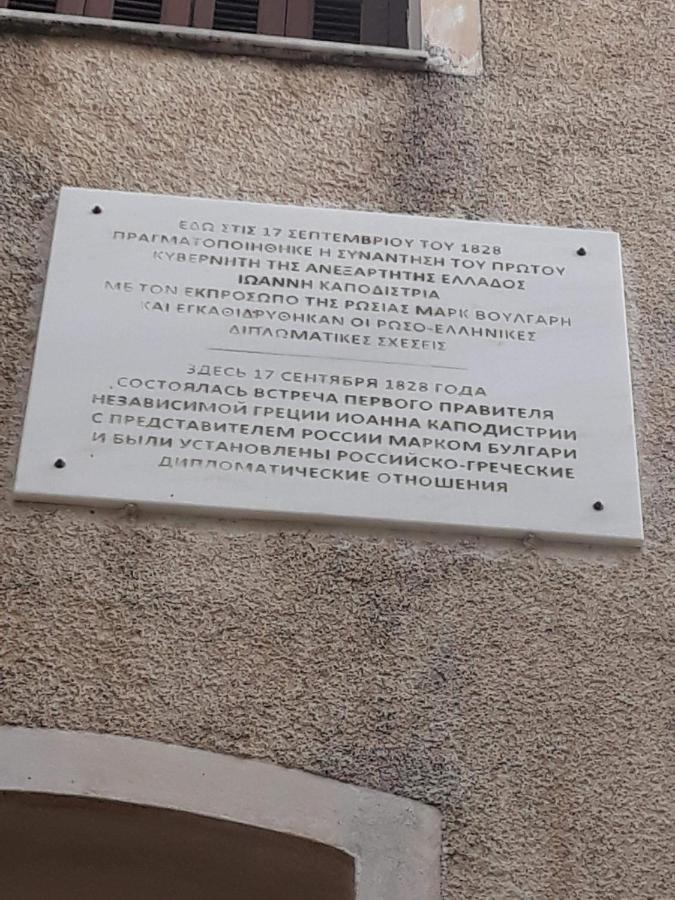 ΕΔΩ ΣΤΙΣ 17 ΣΕΠΤΕΜΒΡΙΟΥ ΤΟΥ 1828
ΠΡΑΓΜΑΤΟΠΟΙΗΘΗΚΕ Η ΣΥΝΑΝΤΗΣΗ ΤΟΥ ΠΡΩΤΟΥ
ΚΥΒΕΡΝΗΤΗ ΤΗΣ ΑΝΕΞΑΡΤΗΤΗΣ ΕΛΛΑΔΟΣ
ΙΩΑΝΝΗ ΚΑΠΟΔΙΣΤΡΙΑ
ΜΕ ΤΟΝ ΕΚΠΡΟΣΩΠΟ ΤΗΣ ΡΩΣΙΑΣ ΜΑΡΚ ΒΟΥΛΓΑΡΗ
ΚΑΙ ΕΓΚΑΘΙΔΡΥΘΗΚΑΝ ΟΙ ΡΩΣΟ-ΕΛΛΗΝΙΚΕΣ
ΔΙΠΛΩΜΑΤΙΚΕΣ ΣΧΕΣΕΙΣ
ЗДЕСЬ 17 СЕНТЯБРЯ 1828 ГОДА
СОСТОЯЛАСЬ ВСТРЕЧА ПЕРВОГО ПРАВИТЕЛЯ
НЕЗАВИСИМОЙ ГРЕЦИИ ИОАННА КАПОДИСТРИИ
С ПРЕДСТАВИТЕЛЕМ РОССИИ МАРКОМ БУЛГАРИ
И БЫЛИ УСТАНОВЛЕНЫ РОССИЙСКО-ГРЕЧЕСКИЕ
ДИПЛОМАТИЧЕСКИЕ ОТНОШЕНИЯ